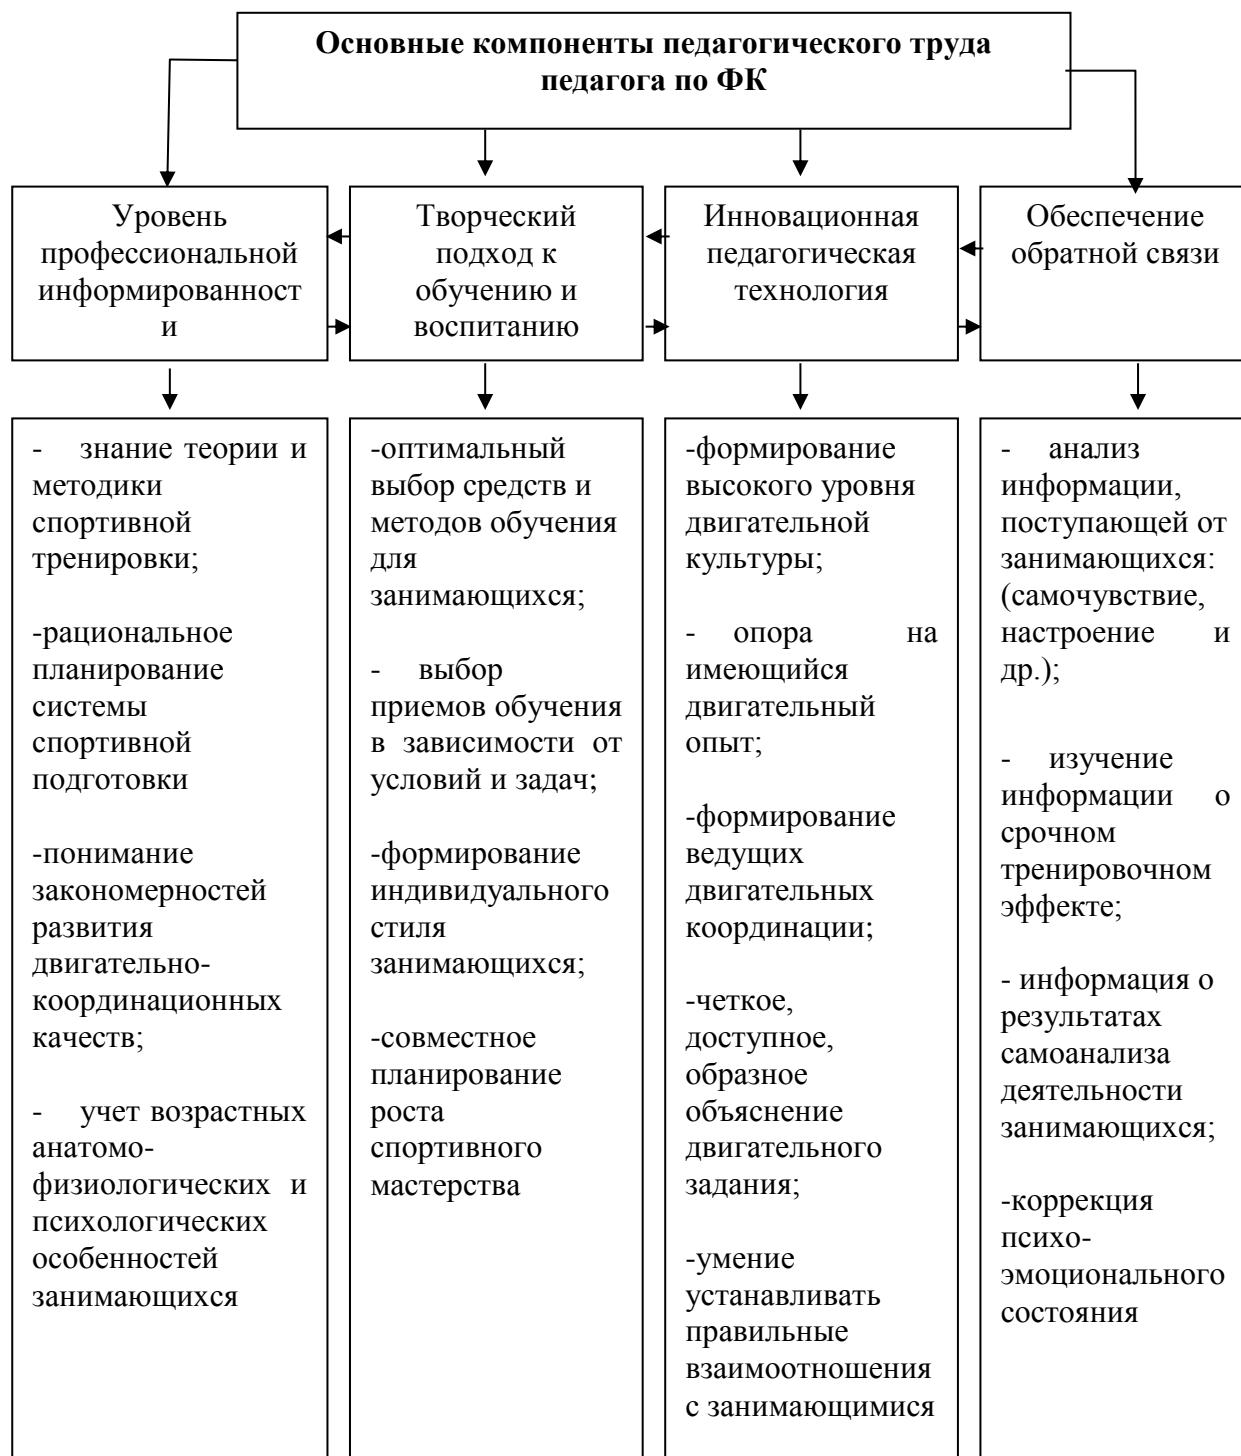 Основные компоненты педагогического труда
педагога по ФК
Уровень
профессиональной
информированност
и
Творческий
подход к
обучению и
воспитанию
Инновационная
педагогическая
технология
Обеспечение
обратной связи
- знание теории и
методики
спортивной
тренировки;
-рациональное
планирование
системы
спортивной
подготовки
-понимание
закономерностей
развития
двигательно-
координационных
качеств;
- учет возрастных
анатомо-
физиологических и
психологических
особенностей
занимающихся
-оптимальный
выбор средств и
методов обучения
для
занимающихся;
- выбор
приемов обучения
в зависимости от
условий и задач;
-формирование
индивидуального
стиля
занимающихся;
-совместное
планирование
роста
спортивного
мастерства
-формирование
высокого уровня
двигательной
культуры;
- опора на
имеющийся
двигательный
опыт;
-формирование
ведущих
двигательных
координации;
-четкое,
доступное,
образное
объяснение
двигательного
задания;
-умение
устанавливать
правильные
взаимоотношения
с занимающимися
- анализ
информации,
поступающей от
занимающихся:
(самочувствие,
настроение и
др.);
- изучение
информации о
срочном
тренировочном
эффекте;
- информация о
результатах
самоанализа
деятельности
занимающихся;
-коррекция
психо-
эмоционального
состояния